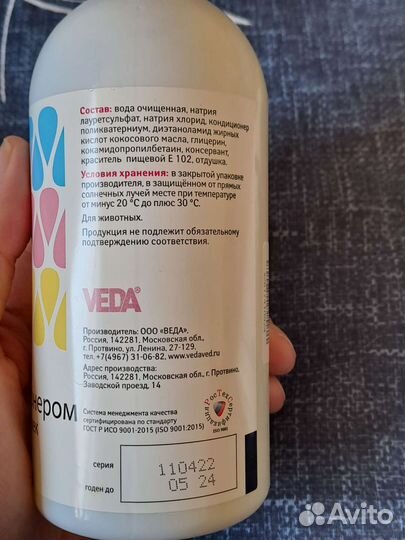 Состав: вода очищенная, натрия
лауретсульфат, натрия хлорид, кондиционер
поликватерниум, диэтаноламид жирных
кислот кокосового масла, глицерин,
кокамидопропилбетаин, консервант,
краситель пищевой Е 102, отдушка.
Условия хранения: в закрытой упаковке
производителя, в защищённом от прямых
солнечных лучей месте при температуре
от минус 20 °С до плюс 30 °С.
Для животных.
Продукция не подлежит обязательному
подтверждению соответствия.
VEDA®
Производитель: ООО «ВЕДА»,
Россия, 142281, Московская обл.,
г. Протвино, ул. Ленина, 27-129,
тел. +7(4967) 31-06-82, www.vedaved.ru
Адрес производства:
Россия, 142281, Московская обл., г. Протвино,
Заводской проезд, 14
нером
Система менеджмента качества
сертифицирована по стандарту
ГОСТ Р ИСО 9001-2015 (ISO 9001:2015)
РосТехСертификация
серия
110422
годен до
05 24
Avito